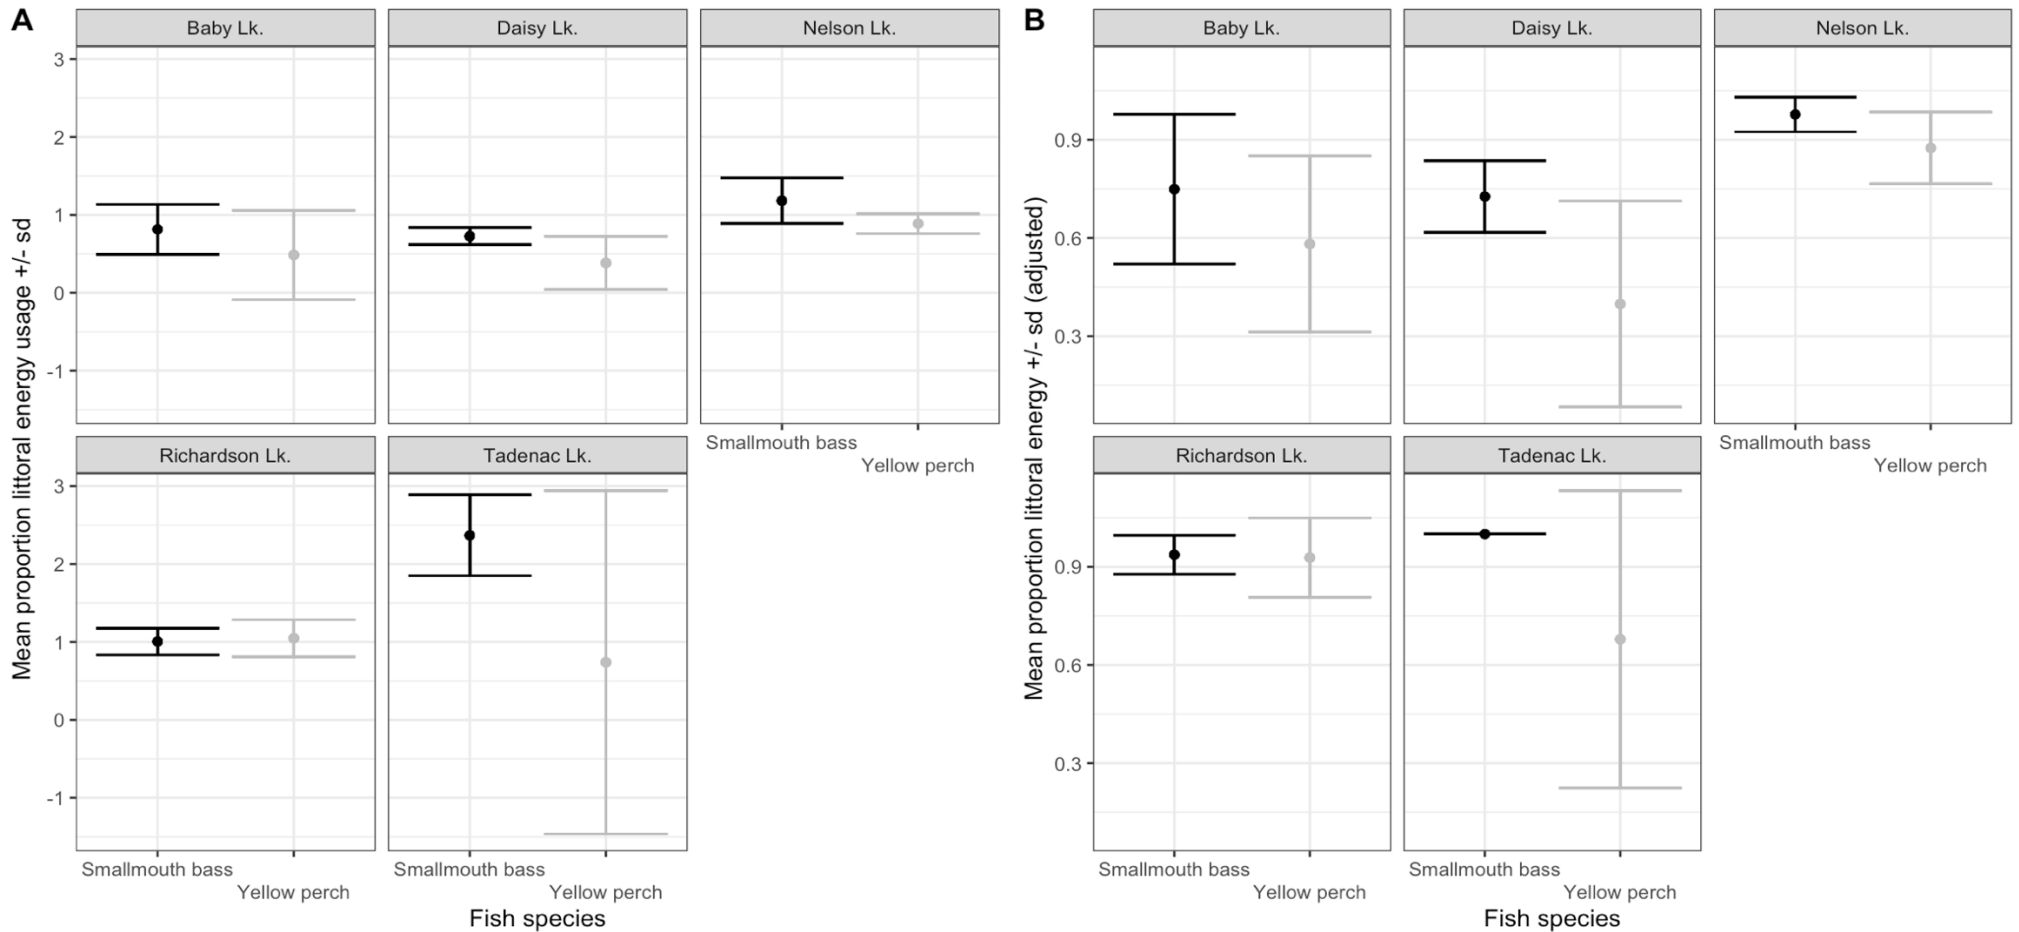 A
Mean proportion littoral energy usage +/- sd
Baby Lk.
Daisy Lk.
Nelson Lk.
3
2
1
0
-1
Smallmouth bass
Yellow perch
Richardson Lk.
Tadenac Lk.
3
2
1
0
-1
Smallmouth bass
Yellow perch
Smallmouth bass
Yellow perch
Fish species
B
Mean proportion littoral energy +/- sd (adjusted)
Baby Lk.
Daisy Lk.
Nelson Lk.
0.9
0.6
0.3
Smallmouth bass
Yellow perch
Richardson Lk.
Tadenac Lk.
0.9
0.6
0.3
Smallmouth bass
Yellow perch
Smallmouth bass
Yellow perch
Fish species